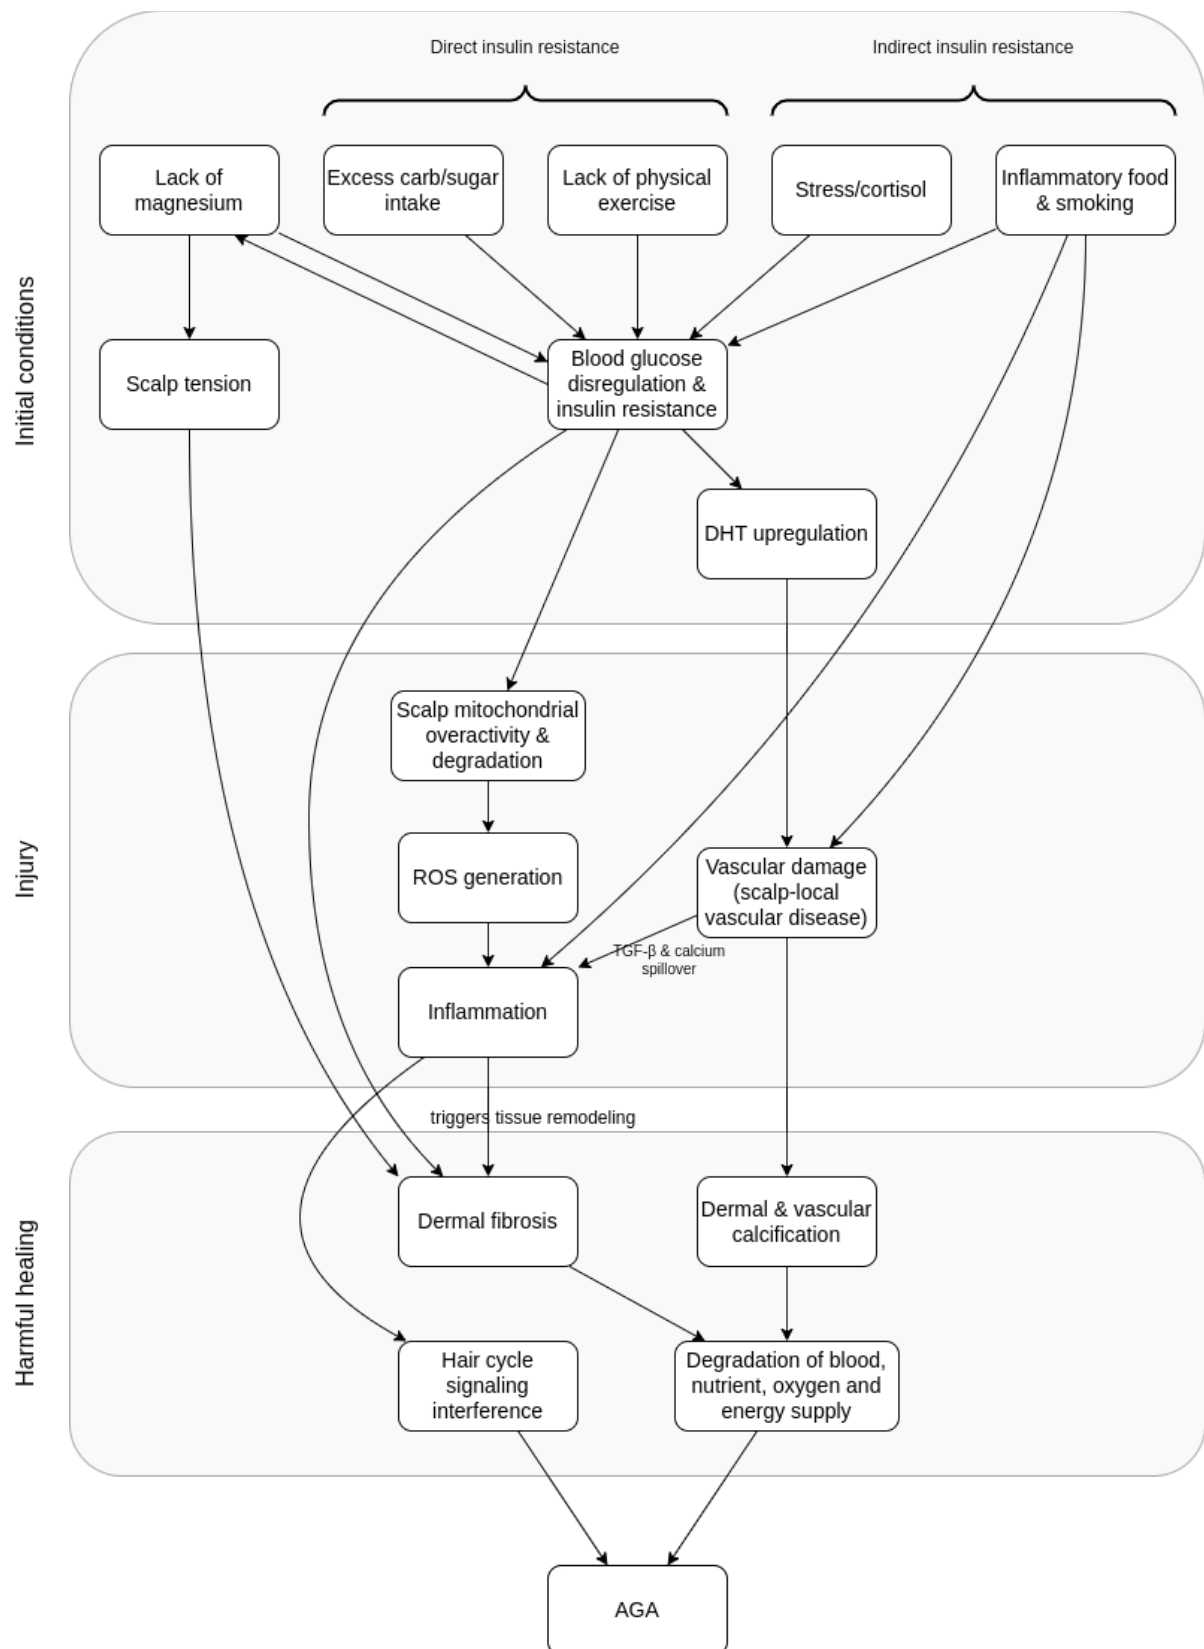 Direct insulin resistance
Indirect insulin resistance
Lack of
magnesium
Excess carb/sugar
intake
Lack of physical
exercise
Stress/cortisol
Inflammatory food
& smoking
Initial conditions
Scalp tension
Blood glucose
disregulation &
insulin resistance
DHT upregulation
Injury
Scalp mitochondrial
overactivity &
degradation
ROS generation
Vascular damage
(scalp-local
vascular disease)
TGF-β & calcium
spillover
Inflammation
triggers tissue remodeling
Harmful healing
Dermal fibrosis
Dermal & vascular
calcification
Hair cycle
signaling
interference
Degradation of blood,
nutrient, oxygen and
energy supply
AGA